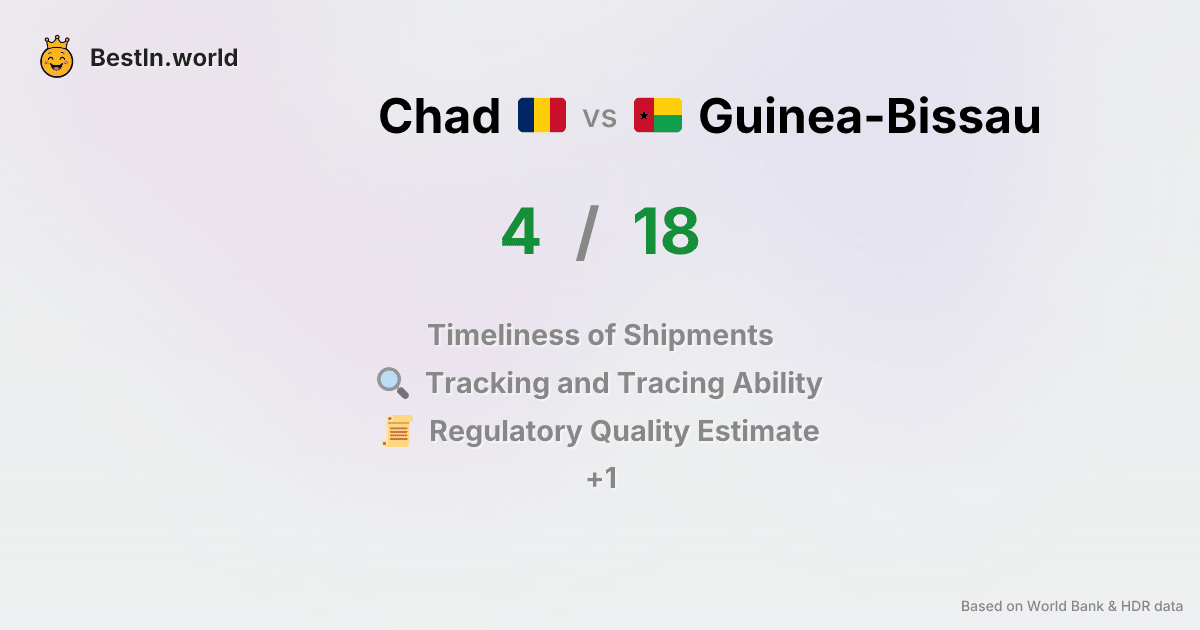 BestIn.world
Chad vs Guinea-Bissau
4 / 18
Timeliness of Shipments
Tracking and Tracing Ability
Regulatory Quality Estimate
+1
Based on World Bank & HDR data